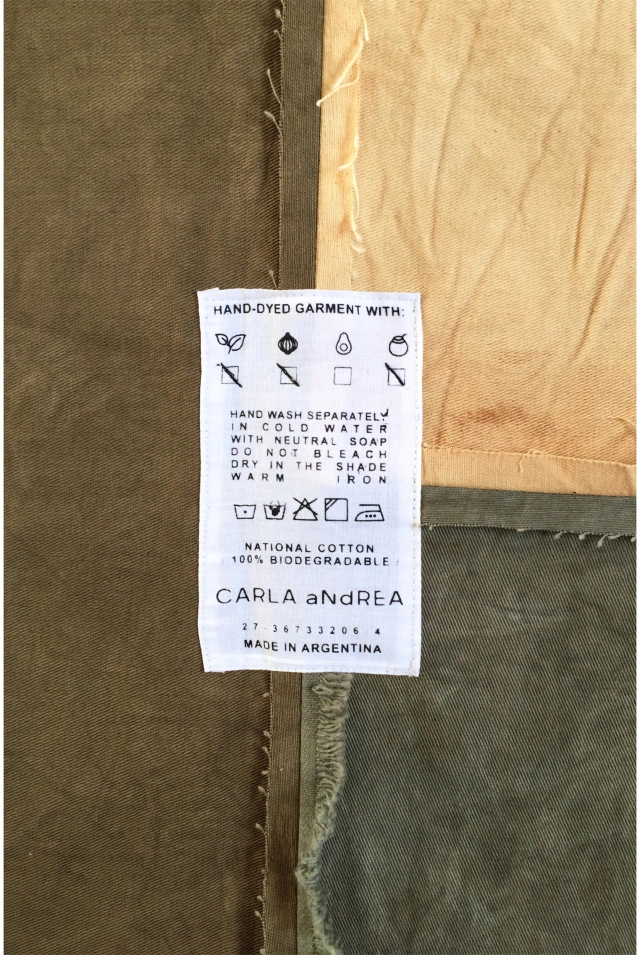 HAND-DYED GARMENT WITH:
HAND WASH SEPARATELY
IN COLD WATER
WITH NEUTRAL SOAP
DO NOT BLEACH
DRY IN THE SHADE
WARM IRON
NATIONAL COTTON
100% BIODEGRADABLE
CARLA aNdREA
27-36733206-4
MADE IN ARGENTINA